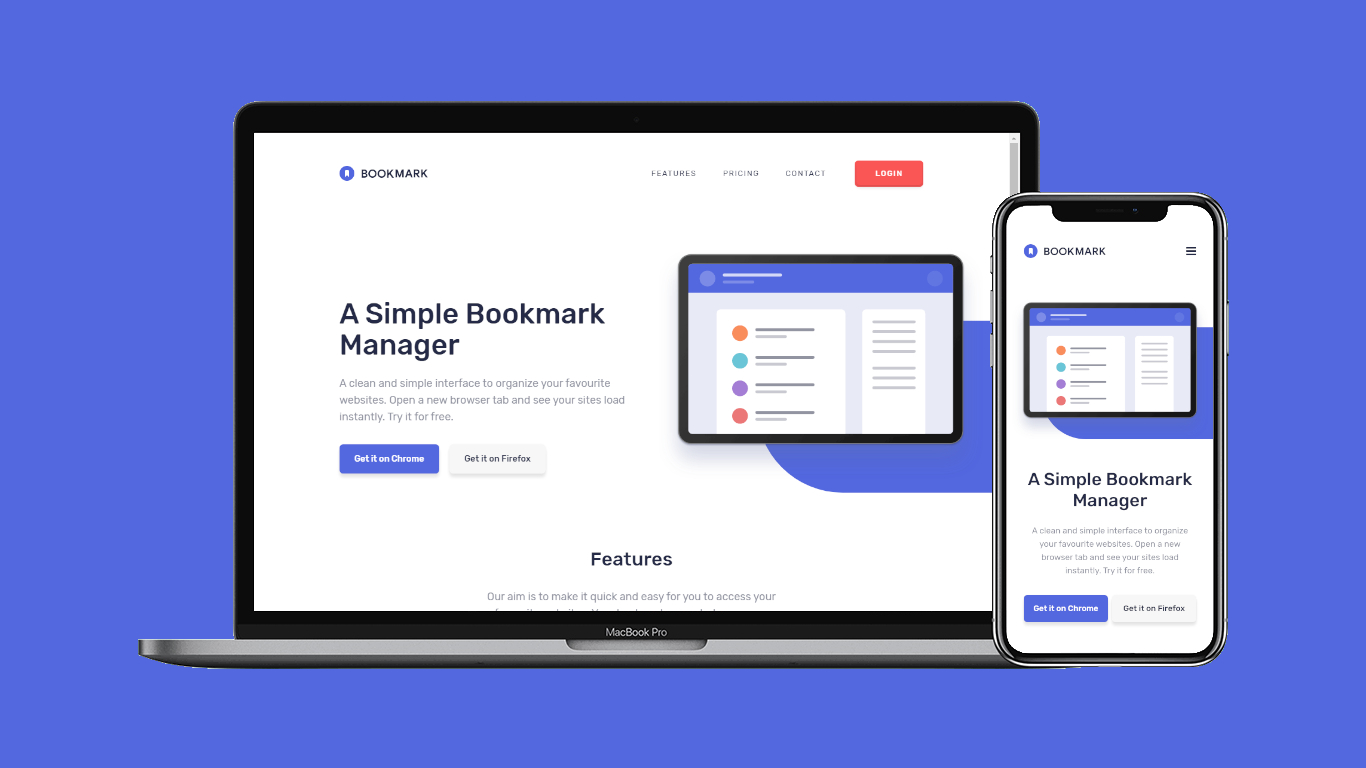 BOOKMARK
FEATURES PRICING CONTACT LOGIN
A Simple Bookmark
Manager
A clean and simple interface to organize your favourite
websites. Open a new browser tab and see your sites load
instantly. Try it for free.
Get it on Chrome Get it on Firefox
Features
Our aim is to make it quick and easy for you to access your
MacBook Pro
BOOKMARK
A Simple Bookmark
Manager
A clean and simple interface to organize
your favourite websites. Open a new
browser tab and see your sites load
instantly. Try it for free.
Get it on Chrome Get it on Firefox